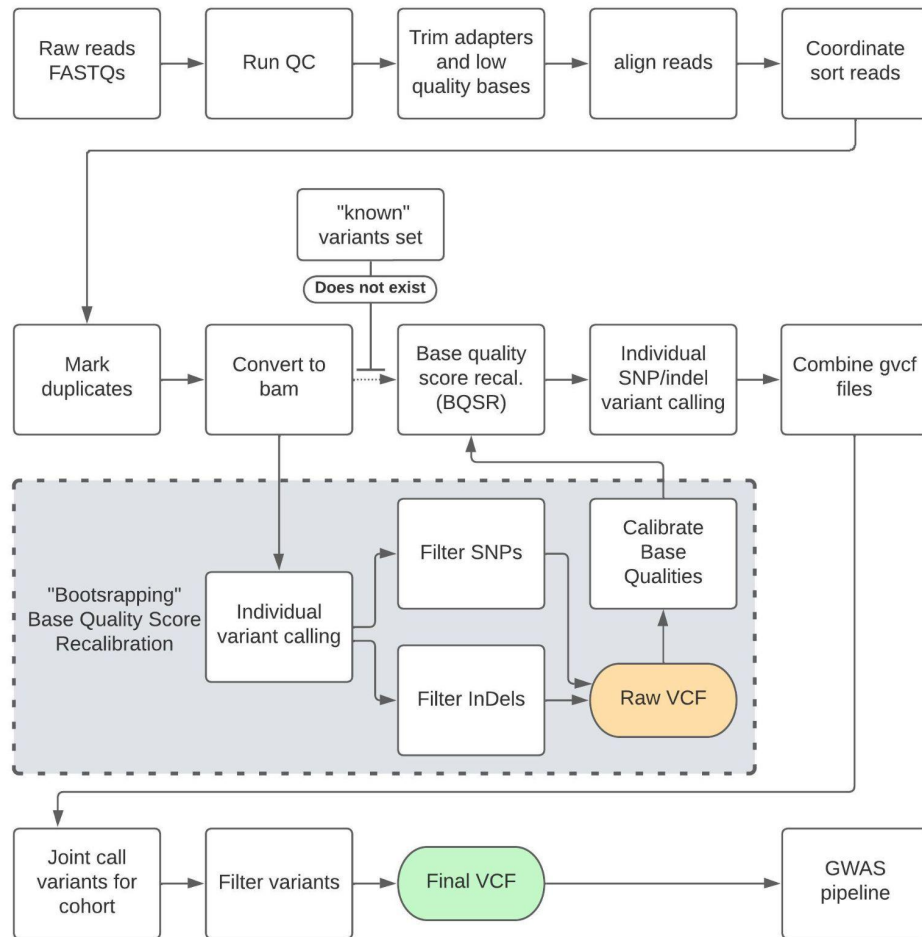 Raw reads
FASTQs
Run QC
Trim adapters
and low
quality bases
align reads
Coordinate
sort reads
"known"
variants set
Does not exist
Mark
duplicates
Convert to
bam
Base quality
score recal.
(BQSR)
Individual
SNP/indel
variant calling
Combine gvcf
files
"Bootsrapping"
Base Quality Score
Recalibration
Individual
variant calling
Filter SNPs
Filter InDels
Calibrate
Base
Qualities
Raw VCF
Joint call
variants for
cohort
Filter variants
Final VCF
GWAS
pipeline